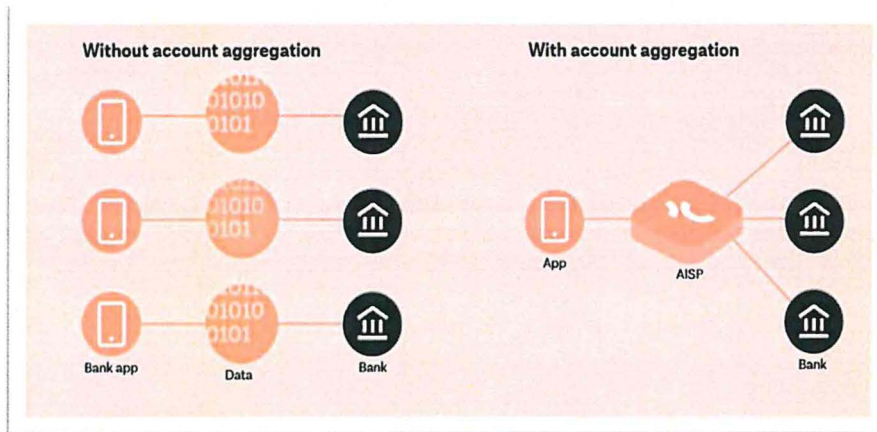 Without account aggregation
With account aggregation
01010
0101
01010
0101
01010
0101
App
AISP
Bank app
Data
Bank
Bank